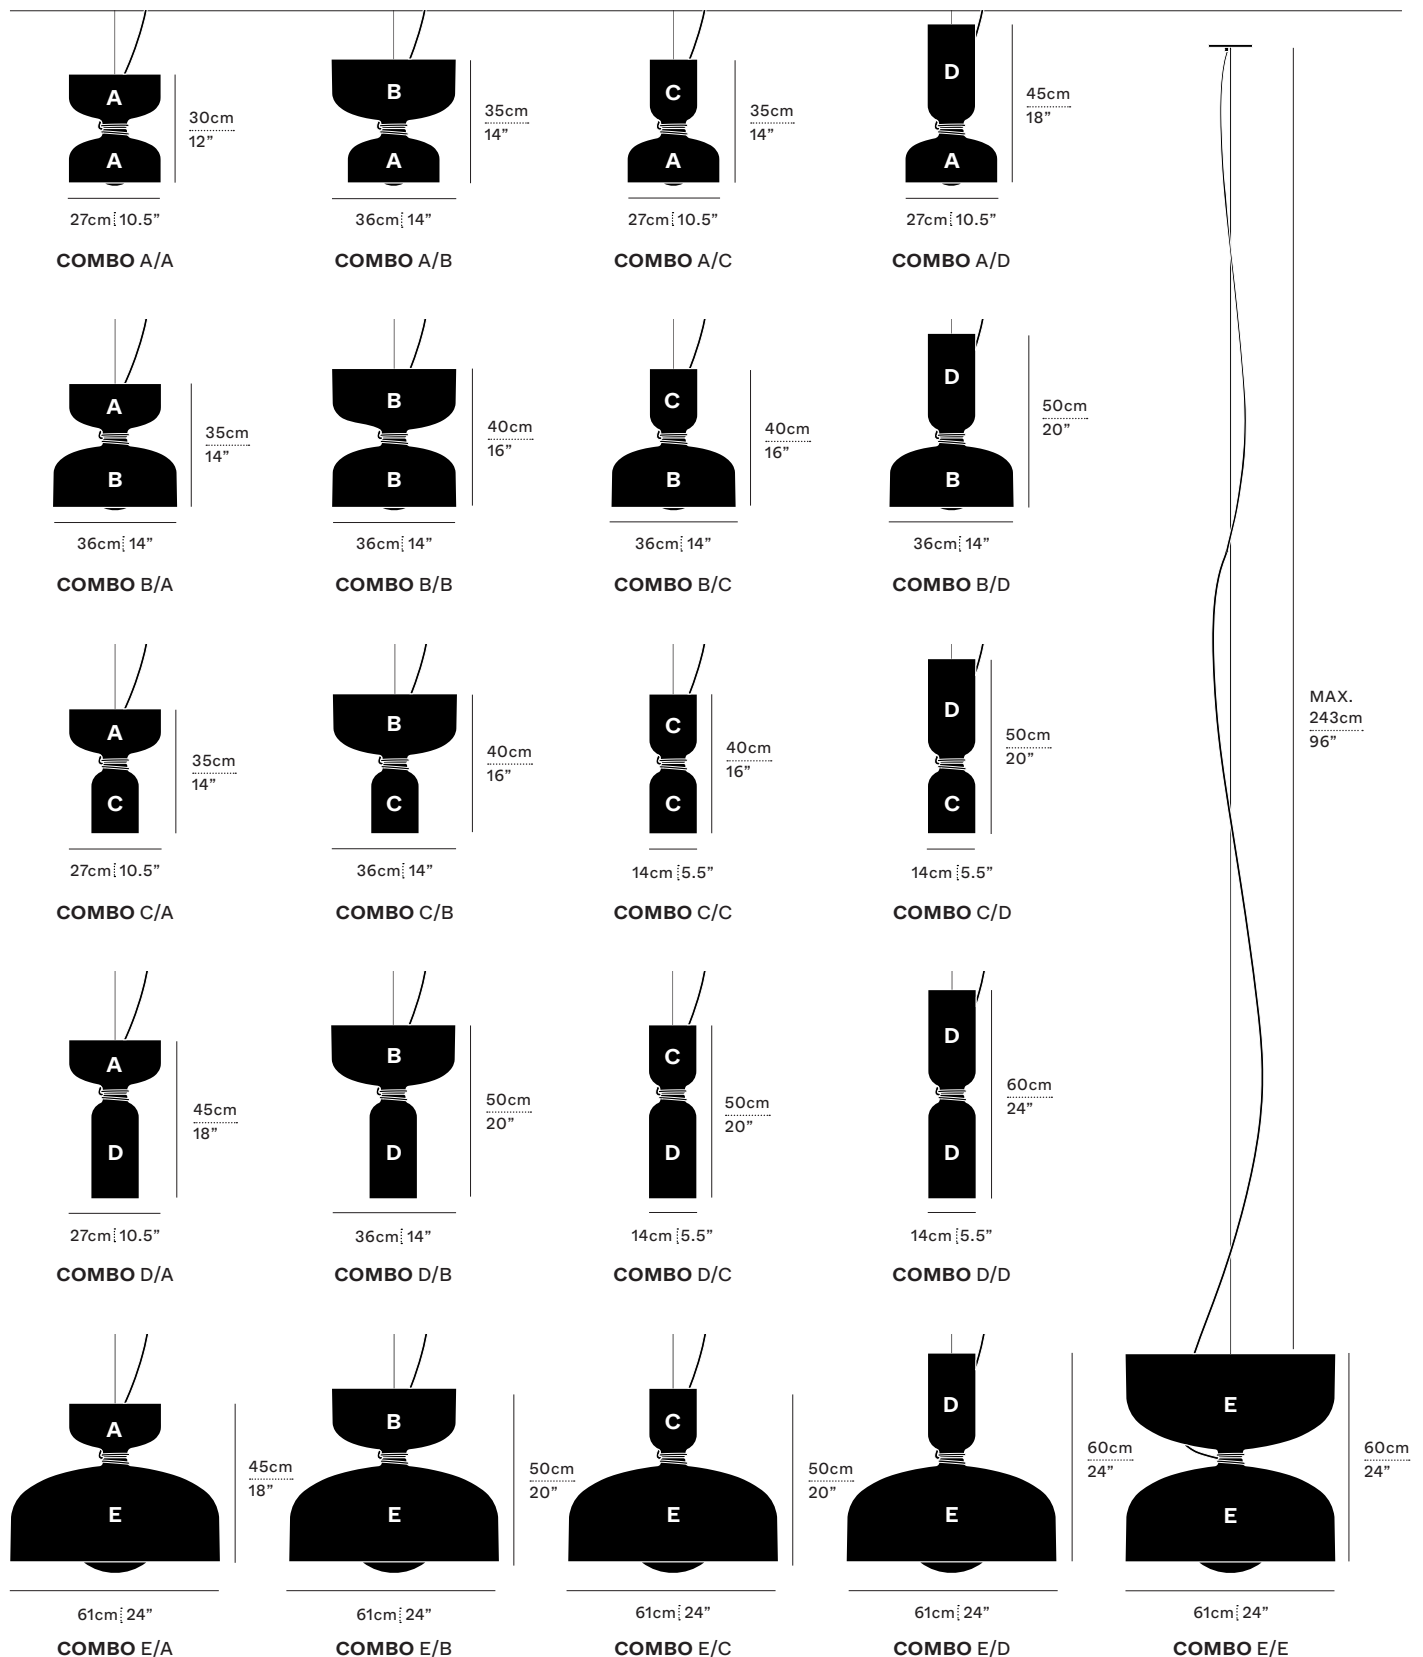 A
A
30cm
12”
27cm 10.5”
COMBO A/A
B
A
35cm
14”
36cm 14”
COMBO A/B
C
A
35cm
14”
27cm 10.5”
COMBO A/C
D
A
45cm
18”
27cm 10.5”
COMBO A/D
A
B
35cm
14”
36cm 14”
COMBO B/A
B
B
40cm
16”
36cm 14”
COMBO B/B
C
B
40cm
16”
36cm 14”
COMBO B/C
D
B
50cm
20”
36cm 14”
COMBO B/D
A
C
35cm
14”
27cm 10.5”
COMBO C/A
B
C
40cm
16”
36cm 14”
COMBO C/B
C
C
40cm
16”
14cm 5.5”
COMBO C/C
D
C
50cm
20”
14cm 5.5”
COMBO C/D
MAX.
243cm
96”
A
D
45cm
18”
27cm 10.5”
COMBO D/A
B
D
50cm
20”
36cm 14”
COMBO D/B
C
D
50cm
20”
14cm 5.5”
COMBO D/C
D
D
60cm
24”
14cm 5.5”
COMBO D/D
A
E
45cm
18”
61cm 24”
COMBO E/A
B
E
50cm
20”
61cm 24”
COMBO E/B
C
E
50cm
20”
61cm 24”
COMBO E/C
D
E
60cm
24”
61cm 24”
COMBO E/D
E
E
60cm
24”
61cm 24”
COMBO E/E